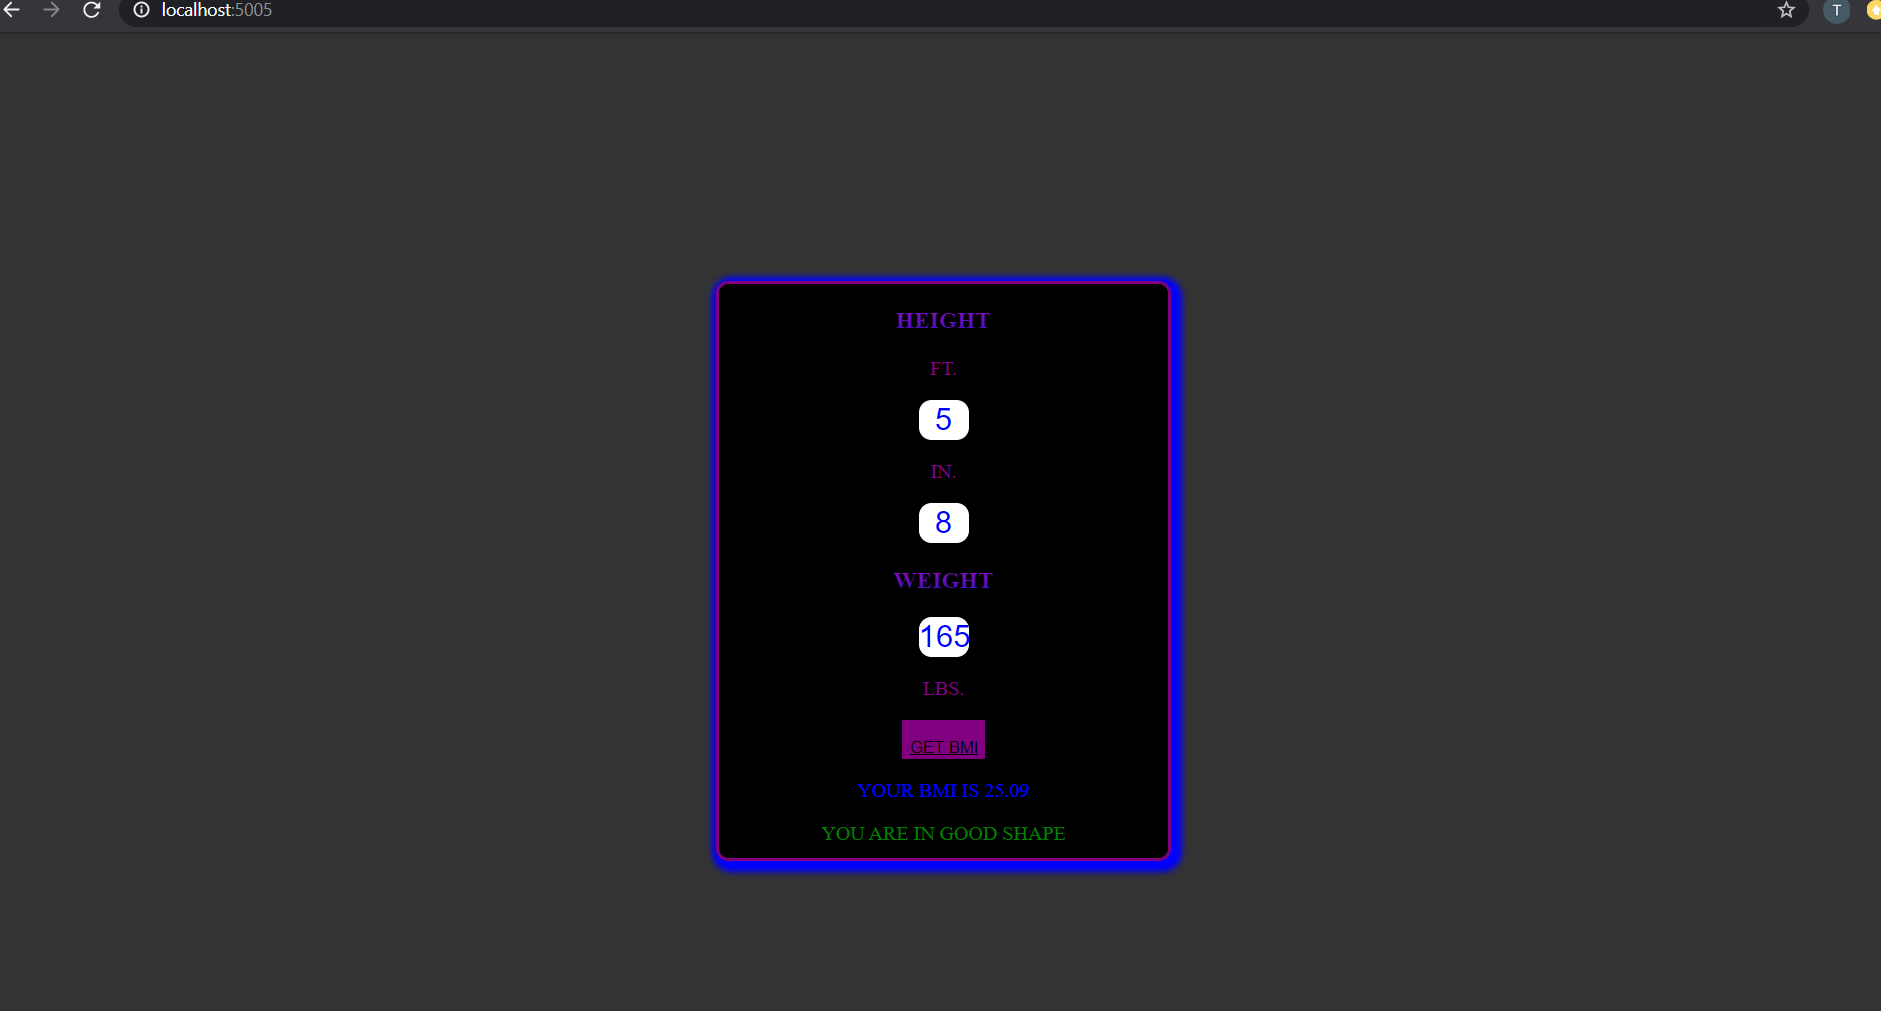 localhost:5005
T
HEIGHT
FT.
5
IN.
8
WEIGHT
165
LBS.
GET BMI
YOUR BMI IS 25.09
YOU ARE IN GOOD SHAPE